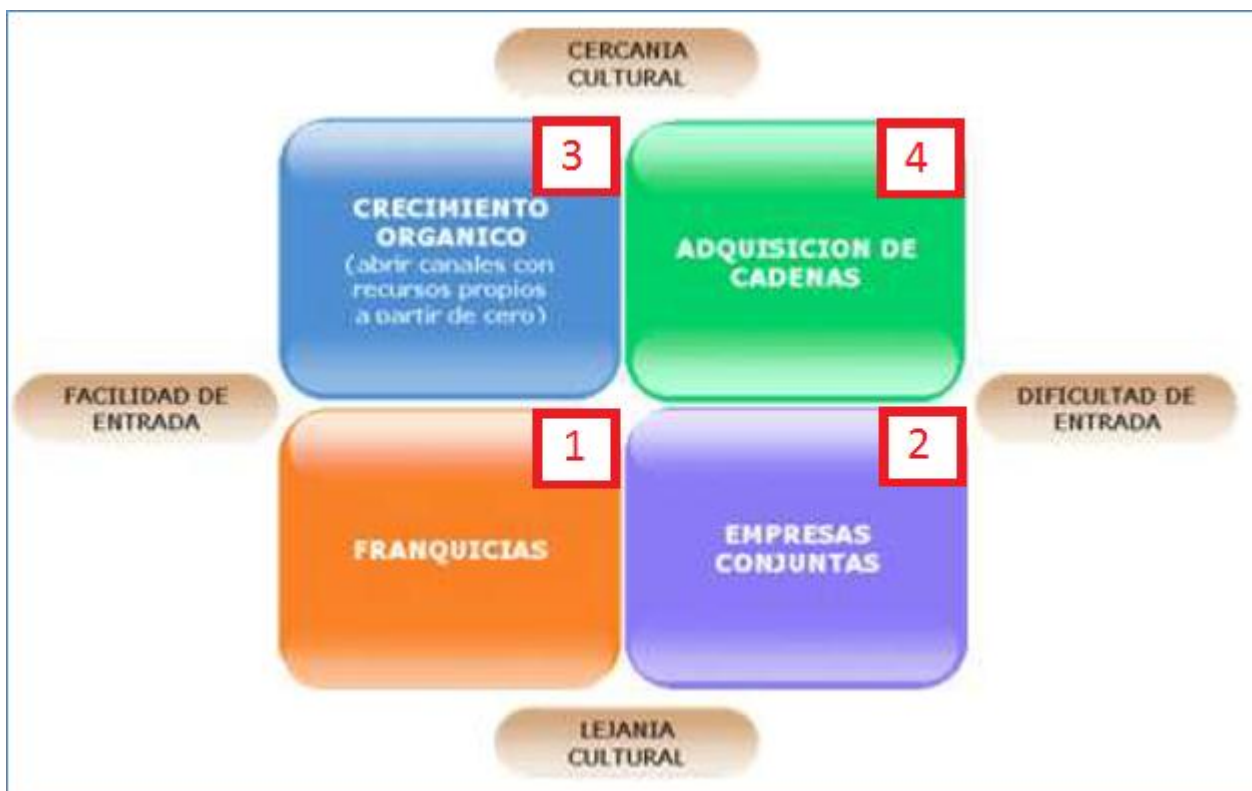 CERCANIA
CULTURAL
3
CRECIMIENTO
ORGANICO
(abrir canales con
recursos propios
a partir de cero)
4
ADQUISICION DE
CADENAS
FACILIDAD DE
ENTRADA
DIFICULTAD DE
ENTRADA
1
FRANQUICIAS
2
EMPRESAS
CONJUNTAS
LEJANIA
CULTURAL